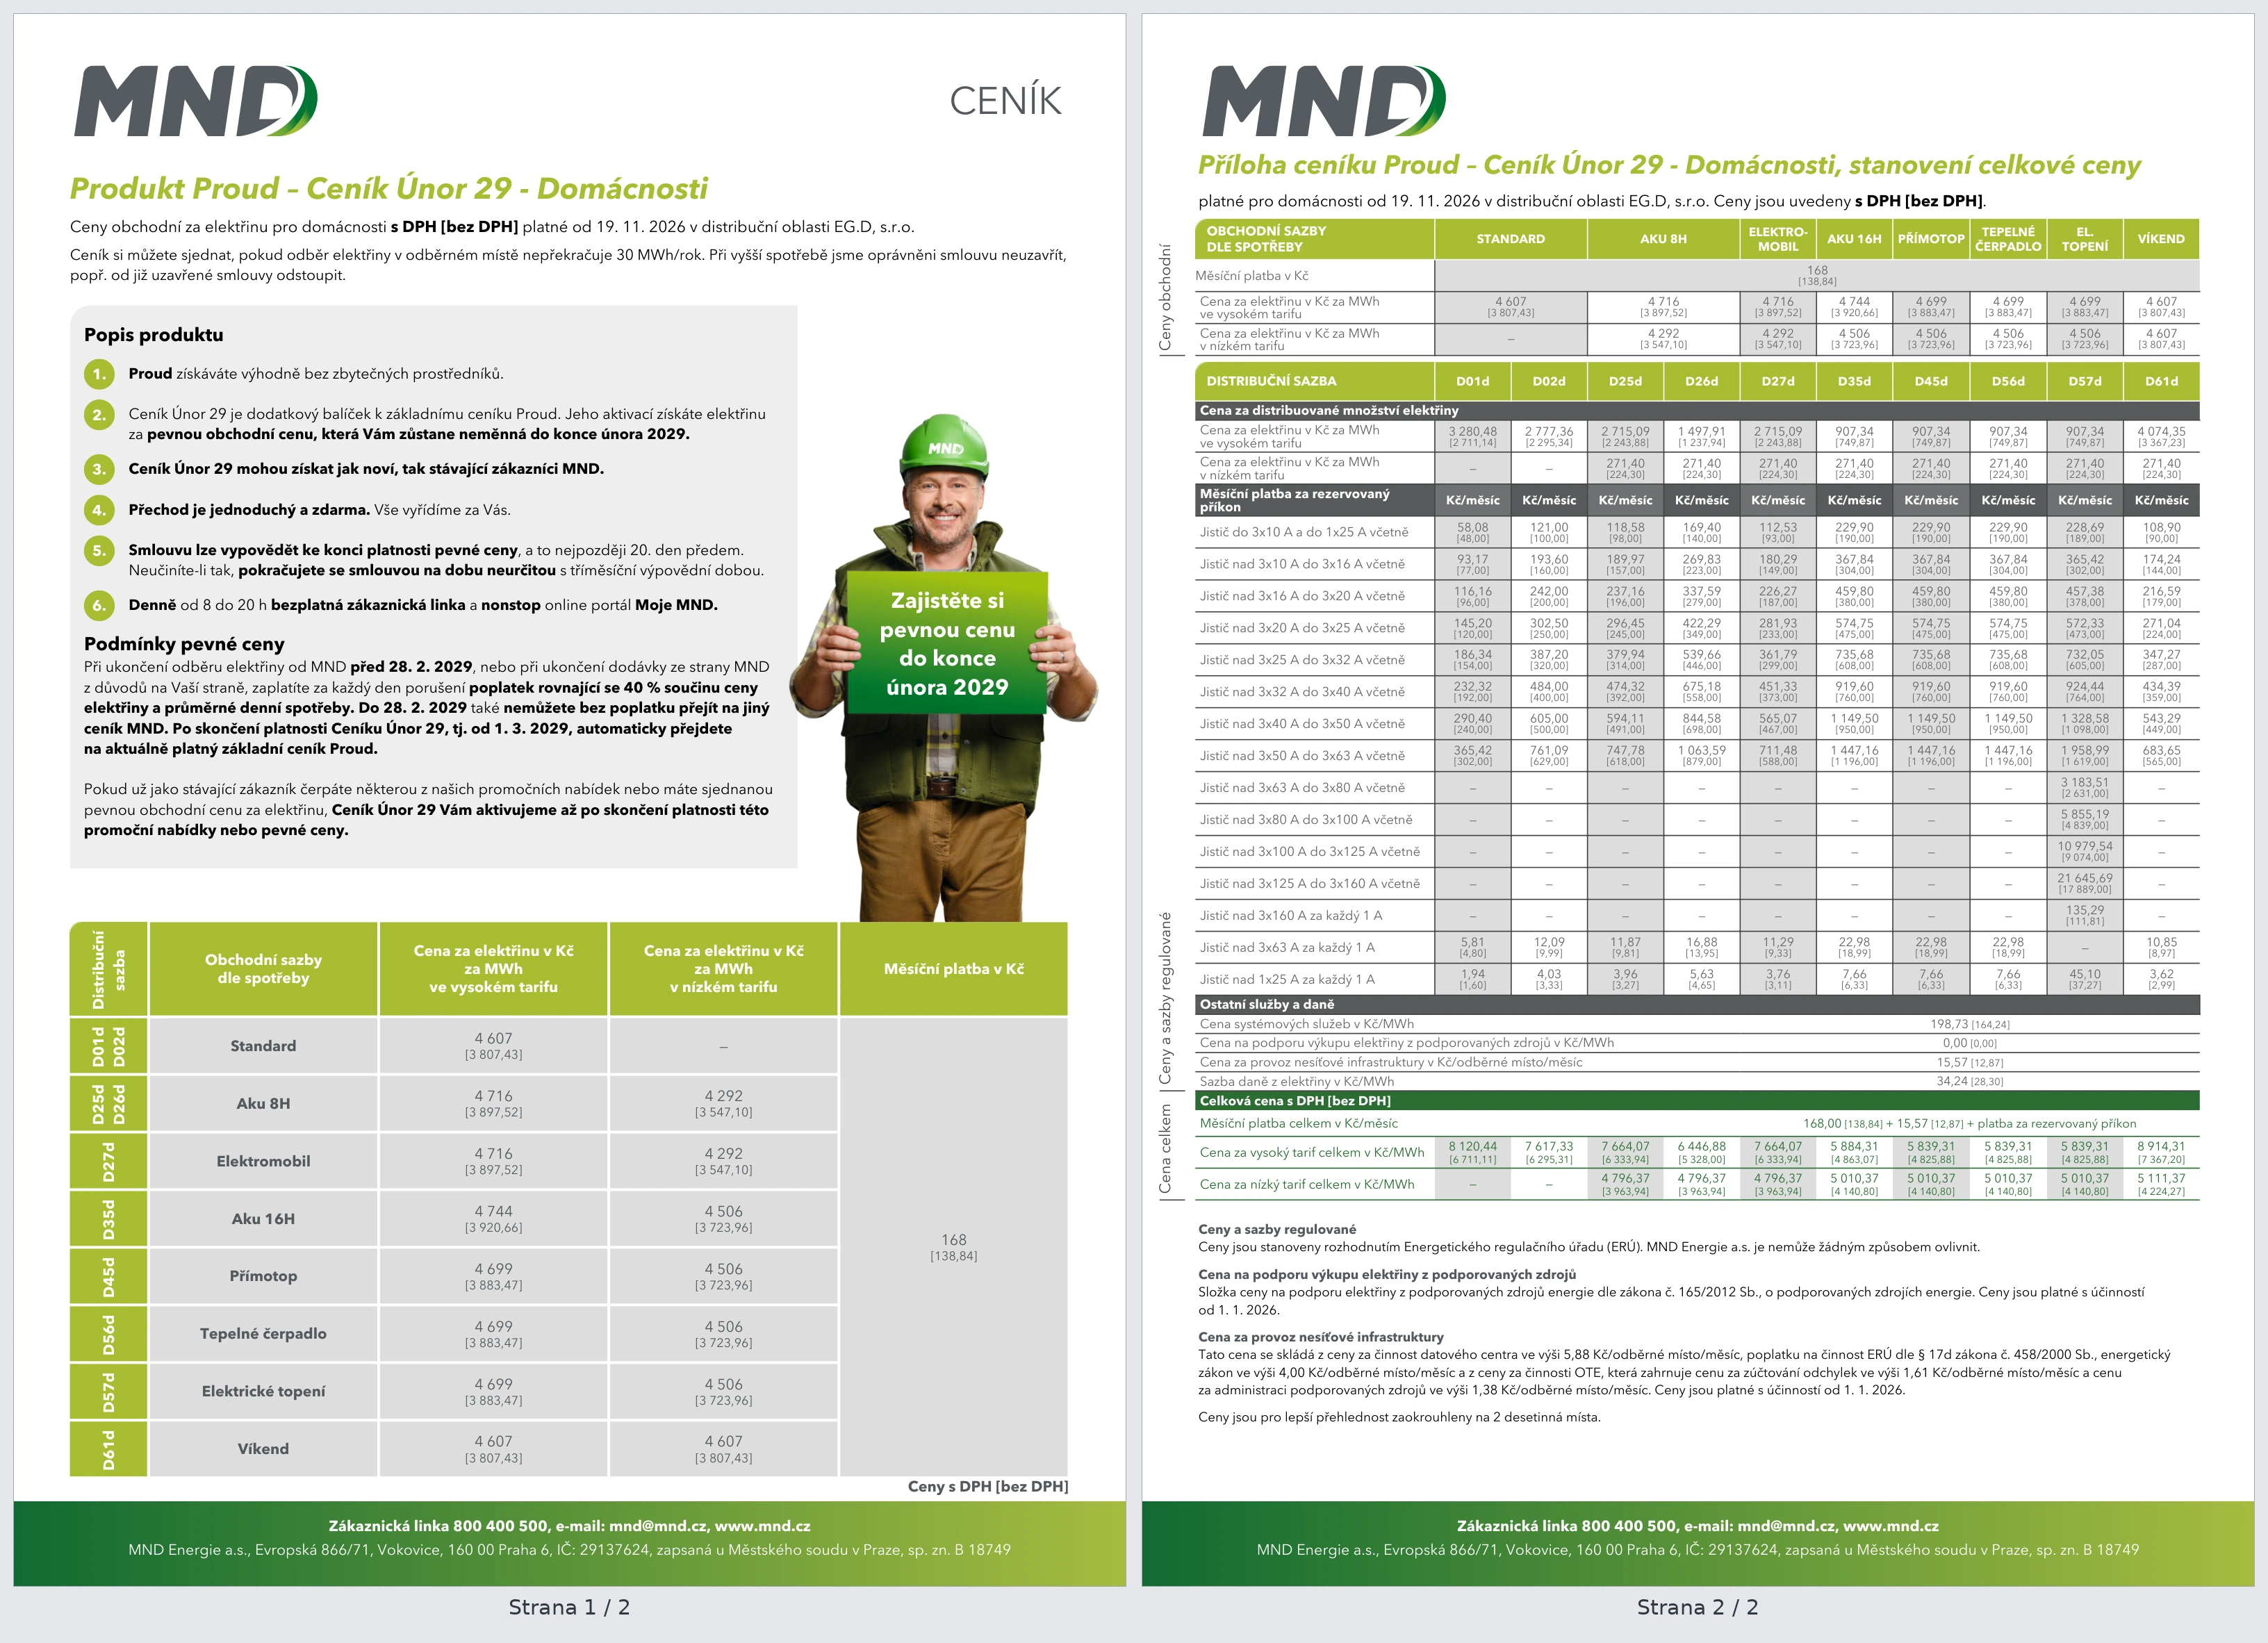 MND
CENÍK
Produkt Proud – Ceník Únor 29 - Domácnosti
Ceny obchodní za elektřinu pro domácnosti s DPH [bez DPH] platné od 19. 11. 2026 v distribuční oblasti EG.D, s.r.o.
Ceník si můžete sjednat, pokud odběr elektřiny v odběrném místě nepřekračuje 30 MWh/rok. Při vyšší spotřebě jsme oprávněni smlouvu neuzavřít,
popř. od již uzavřené smlouvy odstoupit.
Popis produktu
1. Proud získáváte výhodně bez zbytečných prostředníků.
2. Ceník Únor 29 je dodatkový balíček k základnímu ceníku Proud. Jeho aktivací získáte elektřinu
za pevnou obchodní cenu, která Vám zůstane neměnná do konce února 2029.
3. Ceník Únor 29 mohou získat jak noví, tak stávající zákazníci MND.
4. Přechod je jednoduchý a zdarma. Vše vyřídíme za Vás.
5. Smlouvu lze vypovědět ke konci platnosti pevné ceny, a to nejpozději 20. den předem.
Neučiníte-li tak, pokračujete se smlouvou na dobu neurčitou s tříměsíční výpovědní dobou.
6. Denně od 8 do 20 h bezplatná zákaznická linka a nonstop online portál Moje MND.
Podmínky pevné ceny
Při ukončení odběru elektřiny od MND před 28. 2. 2029, nebo při ukončení dodávky ze strany MND
z důvodů na Vaší straně, zaplatíte za každý den porušení poplatek rovnající se 40 % součinu ceny
elektřiny a průměrné denní spotřeby. Do 28. 2. 2029 také nemůžete bez poplatku přejít na jiný
ceník MND. Po skončení platnosti Ceníku Únor 29, tj. od 1. 3. 2029, automaticky přejdete
na aktuálně platný základní ceník Proud.
Pokud už jako stávající zákazník čerpáte některou z našich promočních nabídek nebo máte sjednanou
pevnou obchodní cenu za elektřinu, Ceník Únor 29 Vám aktivujeme až po skončení platnosti této
promoční nabídky nebo pevné ceny.
MND
Zajistěte si
pevnou cenu
do konce
února 2029
Distribuční sazba | Obchodní sazby dle spotřeby | Cena za elektřinu v Kč za MWh ve vysokém tarifu | Cena za elektřinu v Kč za MWh v nízkém tarifu | Měsíční platba v Kč
D01d D02d Standard 4 607 [3 807,43] – 168 [138,84]
D25d D26d Aku 8H 4 716 [3 897,52] 4 292 [3 547,10]
D27d Elektromobil 4 716 [3 897,52] 4 292 [3 547,10]
D35d Aku 16H 4 744 [3 920,66] 4 506 [3 723,96]
D45d Přímotop 4 699 [3 883,47] 4 506 [3 723,96]
D56d Tepelné čerpadlo 4 699 [3 883,47] 4 506 [3 723,96]
D57d Elektrické topení 4 699 [3 883,47] 4 506 [3 723,96]
D61d Víkend 4 607 [3 807,43] 4 607 [3 807,43]
Ceny s DPH [bez DPH]
Zákaznická linka 800 400 500, e-mail: mnd@mnd.cz, www.mnd.cz
MND Energie a.s., Evropská 866/71, Vokovice, 160 00 Praha 6, IČ: 29137624, zapsaná u Městského soudu v Praze, sp. zn. B 18749
Strana 1 / 2
MND
Příloha ceníku Proud – Ceník Únor 29 - Domácnosti, stanovení celkové ceny
platné pro domácnosti od 19. 11. 2026 v distribuční oblasti EG.D, s.r.o. Ceny jsou uvedeny s DPH [bez DPH].
Ceny obchodní
OBCHODNÍ SAZBY DLE SPOTŘEBY STANDARD AKU 8H ELEKTRO-MOBIL AKU 16H PŘÍMOTOP TEPELNÉ ČERPADLO EL. TOPENÍ VÍKEND
Měsíční platba v Kč 168 [138,84]
Cena za elektřinu v Kč za MWh ve vysokém tarifu 4 607 [3 807,43] 4 716 [3 897,52] 4 716 [3 897,52] 4 744 [3 920,66] 4 699 [3 883,47] 4 699 [3 883,47] 4 699 [3 883,47] 4 607 [3 807,43]
Cena za elektřinu v Kč za MWh v nízkém tarifu – 4 292 [3 547,10] 4 292 [3 547,10] 4 506 [3 723,96] 4 506 [3 723,96] 4 506 [3 723,96] 4 506 [3 723,96] 4 607 [3 807,43]
Ceny a sazby regulované
DISTRIBUČNÍ SAZBA D01d D02d D25d D26d D27d D35d D45d D56d D57d D61d
Cena za distribuované množství elektřiny
Cena za elektřinu v Kč za MWh ve vysokém tarifu 3 280,48 [2 711,14] 2 777,36 [2 295,34] 2 715,09 [2 243,88] 1 497,91 [1 237,94] 2 715,09 [2 243,88] 907,34 [749,87] 907,34 [749,87] 907,34 [749,87] 907,34 [749,87] 4 074,35 [3 367,23]
Cena za elektřinu v Kč za MWh v nízkém tarifu – – 271,40 [224,30] 271,40 [224,30] 271,40 [224,30] 271,40 [224,30] 271,40 [224,30] 271,40 [224,30] 271,40 [224,30] 271,40 [224,30]
Měsíční platba za rezervovaný příkon Kč/měsíc Kč/měsíc Kč/měsíc Kč/měsíc Kč/měsíc Kč/měsíc Kč/měsíc Kč/měsíc Kč/měsíc Kč/měsíc
Jistič do 3x10 A a do 1x25 A včetně 58,08 [48,00] 121,00 [100,00] 118,58 [98,00] 169,40 [140,00] 112,53 [93,00] 229,90 [190,00] 229,90 [190,00] 229,90 [190,00] 228,69 [189,00] 108,90 [90,00]
Jistič nad 3x10 A do 3x16 A včetně 93,17 [77,00] 193,60 [160,00] 189,97 [157,00] 269,83 [223,00] 180,29 [149,00] 367,84 [304,00] 367,84 [304,00] 367,84 [304,00] 365,42 [302,00] 174,24 [144,00]
Jistič nad 3x16 A do 3x20 A včetně 116,16 [96,00] 242,00 [200,00] 237,16 [196,00] 337,59 [279,00] 226,27 [187,00] 459,80 [380,00] 459,80 [380,00] 459,80 [380,00] 457,38 [378,00] 216,59 [179,00]
Jistič nad 3x20 A do 3x25 A včetně 145,20 [120,00] 302,50 [250,00] 296,45 [245,00] 422,29 [349,00] 281,93 [233,00] 574,75 [475,00] 574,75 [475,00] 574,75 [475,00] 572,33 [473,00] 271,04 [224,00]
Jistič nad 3x25 A do 3x32 A včetně 186,34 [154,00] 387,20 [320,00] 379,94 [314,00] 539,66 [446,00] 361,79 [299,00] 735,68 [608,00] 735,68 [608,00] 735,68 [608,00] 732,05 [605,00] 347,27 [287,00]
Jistič nad 3x32 A do 3x40 A včetně 232,32 [192,00] 484,00 [400,00] 474,32 [392,00] 675,18 [558,00] 451,33 [373,00] 919,60 [760,00] 919,60 [760,00] 919,60 [760,00] 924,44 [764,00] 434,39 [359,00]
Jistič nad 3x40 A do 3x50 A včetně 290,40 [240,00] 605,00 [500,00] 594,11 [491,00] 844,58 [698,00] 565,07 [467,00] 1 149,50 [950,00] 1 149,50 [950,00] 1 149,50 [950,00] 1 328,58 [1 098,00] 543,29 [449,00]
Jistič nad 3x50 A do 3x63 A včetně 365,42 [302,00] 761,09 [629,00] 747,78 [618,00] 1 063,59 [879,00] 711,48 [588,00] 1 447,16 [1 196,00] 1 447,16 [1 196,00] 1 447,16 [1 196,00] 1 958,99 [1 619,00] 683,65 [565,00]
Jistič nad 3x63 A do 3x80 A včetně – – – – – – – – 3 183,51 [2 631,00] –
Jistič nad 3x80 A do 3x100 A včetně – – – – – – – – 5 855,19 [4 839,00] –
Jistič nad 3x100 A do 3x125 A včetně – – – – – – – – 10 979,54 [9 074,00] –
Jistič nad 3x125 A do 3x160 A včetně – – – – – – – – 21 645,69 [17 889,00] –
Jistič nad 3x160 A za každý 1 A – – – – – – – – 135,29 [111,81] –
Jistič nad 3x63 A za každý 1 A 5,81 [4,80] 12,09 [9,99] 11,87 [9,81] 16,88 [13,95] 11,29 [9,33] 22,98 [18,99] 22,98 [18,99] 22,98 [18,99] – 10,85 [8,97]
Jistič nad 1x25 A za každý 1 A 1,94 [1,60] 4,03 [3,33] 3,96 [3,27] 5,63 [4,65] 3,76 [3,11] 7,66 [6,33] 7,66 [6,33] 7,66 [6,33] 45,10 [37,27] 3,62 [2,99]
Ostatní služby a daně
Cena systémových služeb v Kč/MWh 198,73 [164,24]
Cena na podporu výkupu elektřiny z podporovaných zdrojů v Kč/MWh 0,00 [0,00]
Cena za provoz nesíťové infrastruktury v Kč/odběrné místo/měsíc 15,57 [12,87]
Sazba daně z elektřiny v Kč/MWh 34,24 [28,30]
Cena celkem
Celková cena s DPH [bez DPH]
Měsíční platba celkem v Kč/měsíc 168,00 [138,84] + 15,57 [12,87] + platba za rezervovaný příkon
Cena za vysoký tarif celkem v Kč/MWh 8 120,44 [6 711,11] 7 617,33 [6 295,31] 7 664,07 [6 333,94] 6 446,88 [5 328,00] 7 664,07 [6 333,94] 5 884,31 [4 863,07] 5 839,31 [4 825,88] 5 839,31 [4 825,88] 5 839,31 [4 825,88] 8 914,31 [7 367,20]
Cena za nízký tarif celkem v Kč/MWh – – 4 796,37 [3 963,94] 4 796,37 [3 963,94] 4 796,37 [3 963,94] 5 010,37 [4 140,80] 5 010,37 [4 140,80] 5 010,37 [4 140,80] 5 010,37 [4 140,80] 5 111,37 [4 224,27]
Ceny a sazby regulované
Ceny jsou stanoveny rozhodnutím Energetického regulačního úřadu (ERÚ). MND Energie a.s. je nemůže žádným způsobem ovlivnit.
Cena na podporu výkupu elektřiny z podporovaných zdrojů
Složka ceny na podporu elektřiny z podporovaných zdrojů energie dle zákona č. 165/2012 Sb., o podporovaných zdrojích energie. Ceny jsou platné s účinností
od 1. 1. 2026.
Cena za provoz nesíťové infrastruktury
Tato cena se skládá z ceny za činnost datového centra ve výši 5,88 Kč/odběrné místo/měsíc, poplatku na činnost ERÚ dle § 17d zákona č. 458/2000 Sb., energetický
zákon ve výši 4,00 Kč/odběrné místo/měsíc a z ceny za činnosti OTE, která zahrnuje cenu za zúčtování odchylek ve výši 1,61 Kč/odběrné místo/měsíc a cenu
za administraci podporovaných zdrojů ve výši 1,38 Kč/odběrné místo/měsíc. Ceny jsou platné s účinností od 1. 1. 2026.
Ceny jsou pro lepší přehlednost zaokrouhleny na 2 desetinná místa.
Zákaznická linka 800 400 500, e-mail: mnd@mnd.cz, www.mnd.cz
MND Energie a.s., Evropská 866/71, Vokovice, 160 00 Praha 6, IČ: 29137624, zapsaná u Městského soudu v Praze, sp. zn. B 18749
Strana 2 / 2